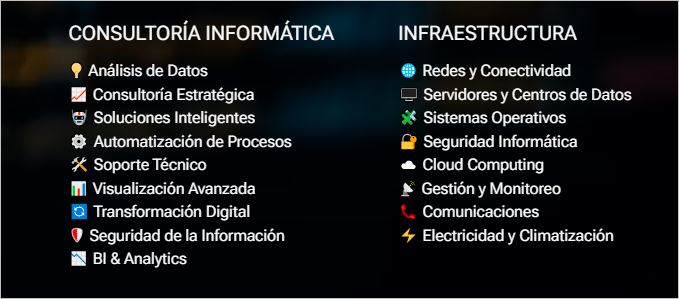 CONSULTORÍA INFORMÁTICA
💡 Análisis de Datos
📈 Consultoría Estratégica
🤖 Soluciones Inteligentes
⚙️ Automatización de Procesos
🛠️ Soporte Técnico
📊 Visualización Avanzada
🔄 Transformación Digital
🛡️ Seguridad de la Información
📉 BI & Analytics
INFRAESTRUCTURA
🌐 Redes y Conectividad
🖥️ Servidores y Centros de Datos
🧩 Sistemas Operativos
🔐 Seguridad Informática
☁️ Cloud Computing
📡 Gestión y Monitoreo
📞 Comunicaciones
⚡ Electricidad y Climatización